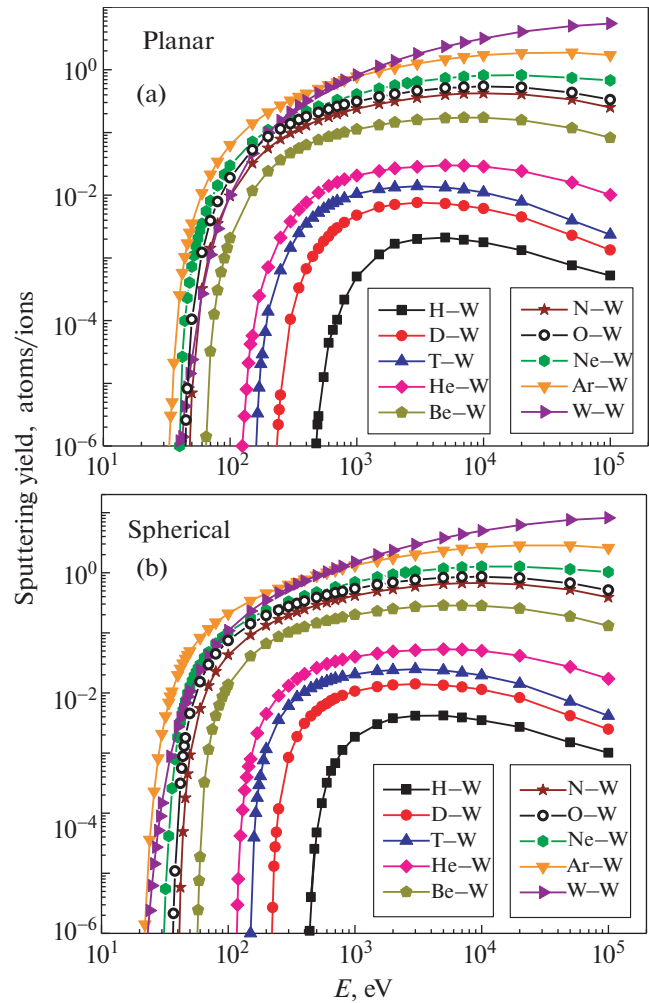 Planar
(a)
10^0
10^−2
10^−4
10^−6
H–W
D–W
T–W
He–W
Be–W
N–W
O–W
Ne–W
Ar–W
W–W
10^1
10^2
10^3
10^4
10^5
Sputtering yield, atoms/ions
Spherical
(b)
10^0
10^−2
10^−4
10^−6
H–W
D–W
T–W
He–W
Be–W
N–W
O–W
Ne–W
Ar–W
W–W
10^1
10^2
10^3
10^4
10^5
E, eV